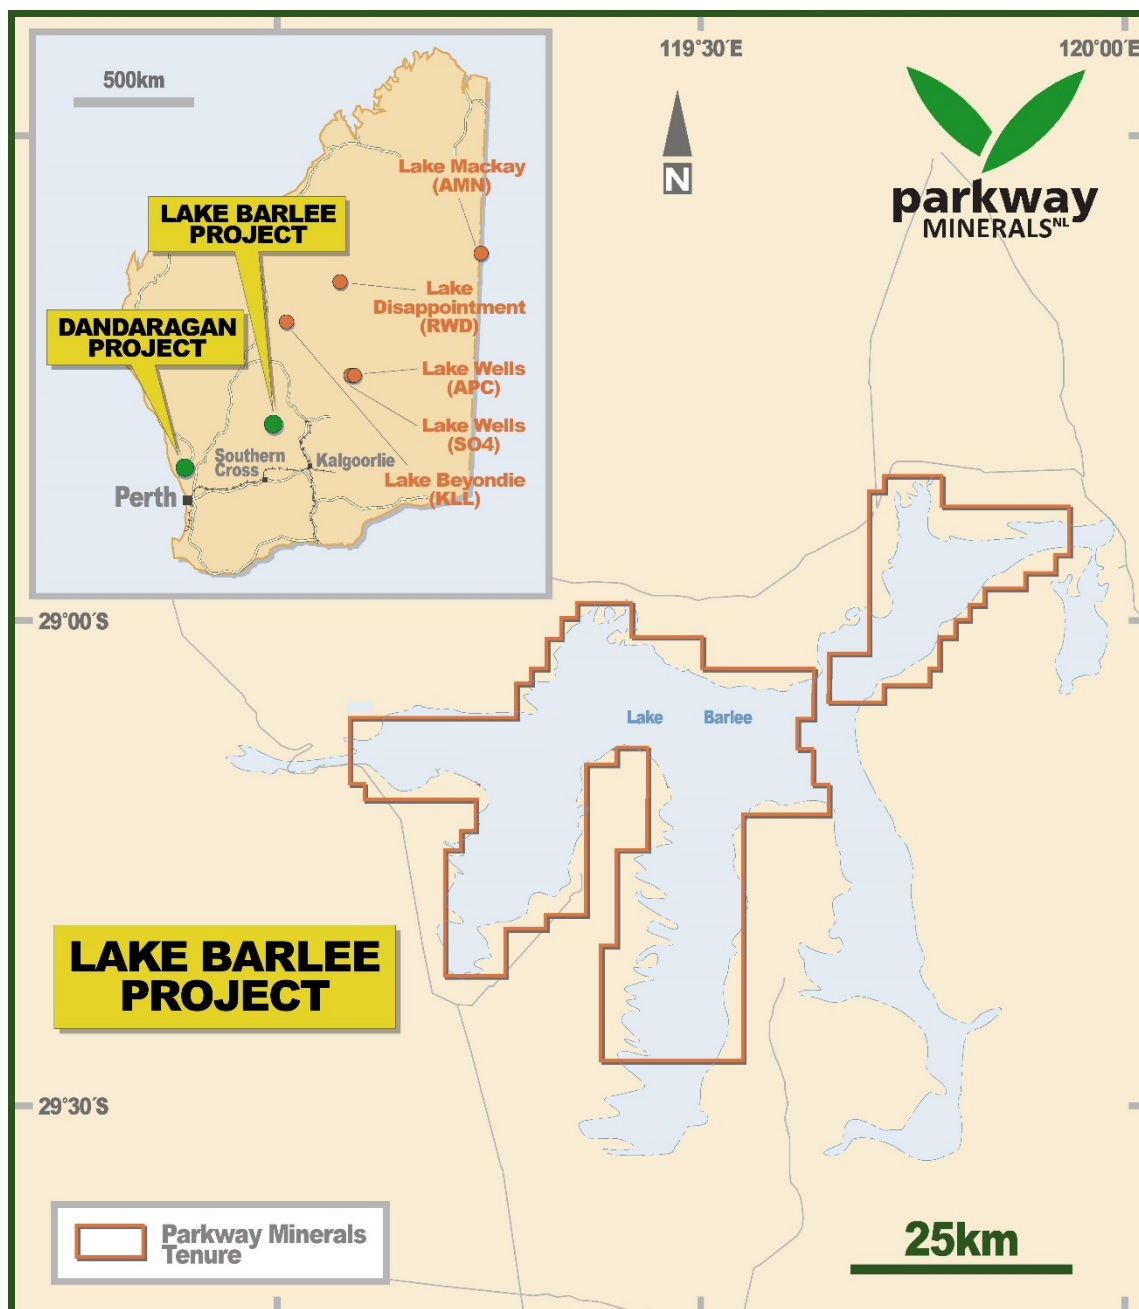 119°30´E
120°00´E
500km
Lake Mackay
(AMN)
LAKE BARLEE
PROJECT
Lake
Disappointment
(RWD)
DANDARAGAN
PROJECT
Lake Wells
(APC)
Lake Wells
(SO4)
Southern
Cross
Kalgoorlie
Lake Beyondie
(KLL)
Perth
N
parkway
MINERALS NL
29°00´S
Lake Barlee
LAKE BARLEE
PROJECT
29°30´S
Parkway Minerals
Tenure
25km